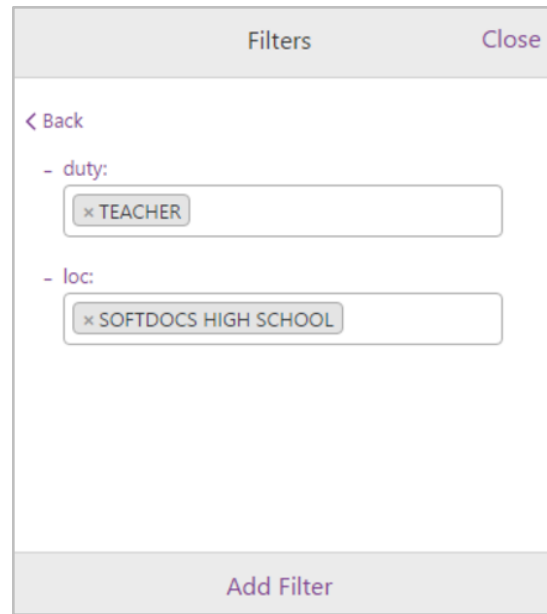 Filters
Close
< Back
- duty:
× TEACHER
- loc:
× SOFTDOCS HIGH SCHOOL
Add Filter